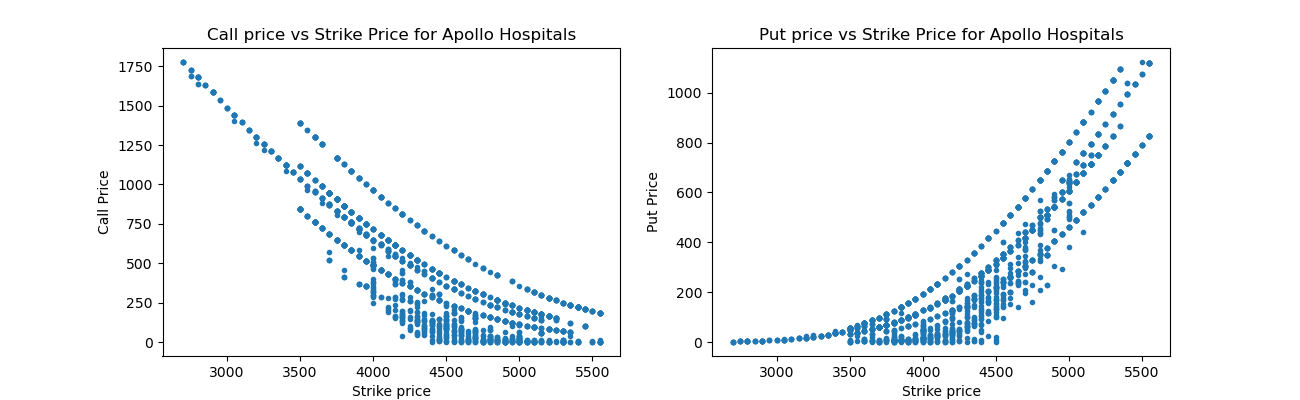 Call price vs Strike Price for Apollo Hospitals
Call Price
1750
1500
1250
1000
750
500
250
0
3000 3500 4000 4500 5000 5500
Strike price
Put price vs Strike Price for Apollo Hospitals
Put Price
1000
800
600
400
200
0
3000 3500 4000 4500 5000 5500
Strike price